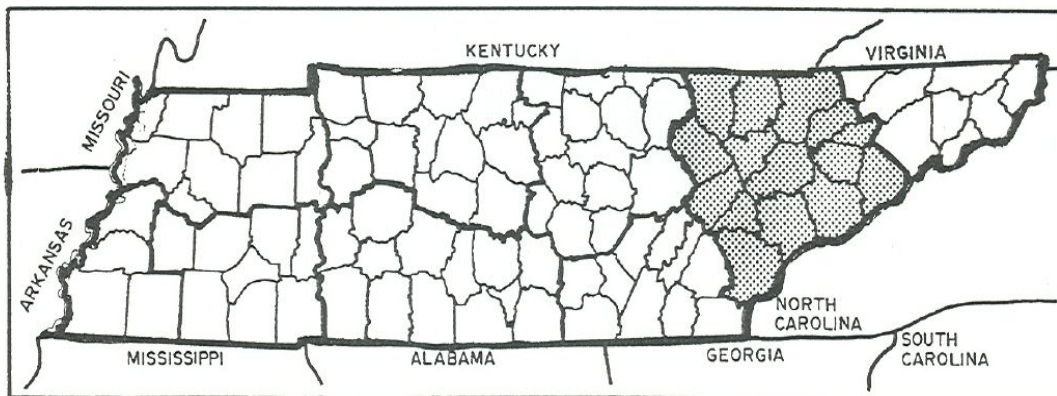 KENTUCKY
VIRGINIA
MISSOURI
ARKANSAS
NORTH
CAROLINA
MISSISSIPPI
ALABAMA
GEORGIA
SOUTH
CAROLINA